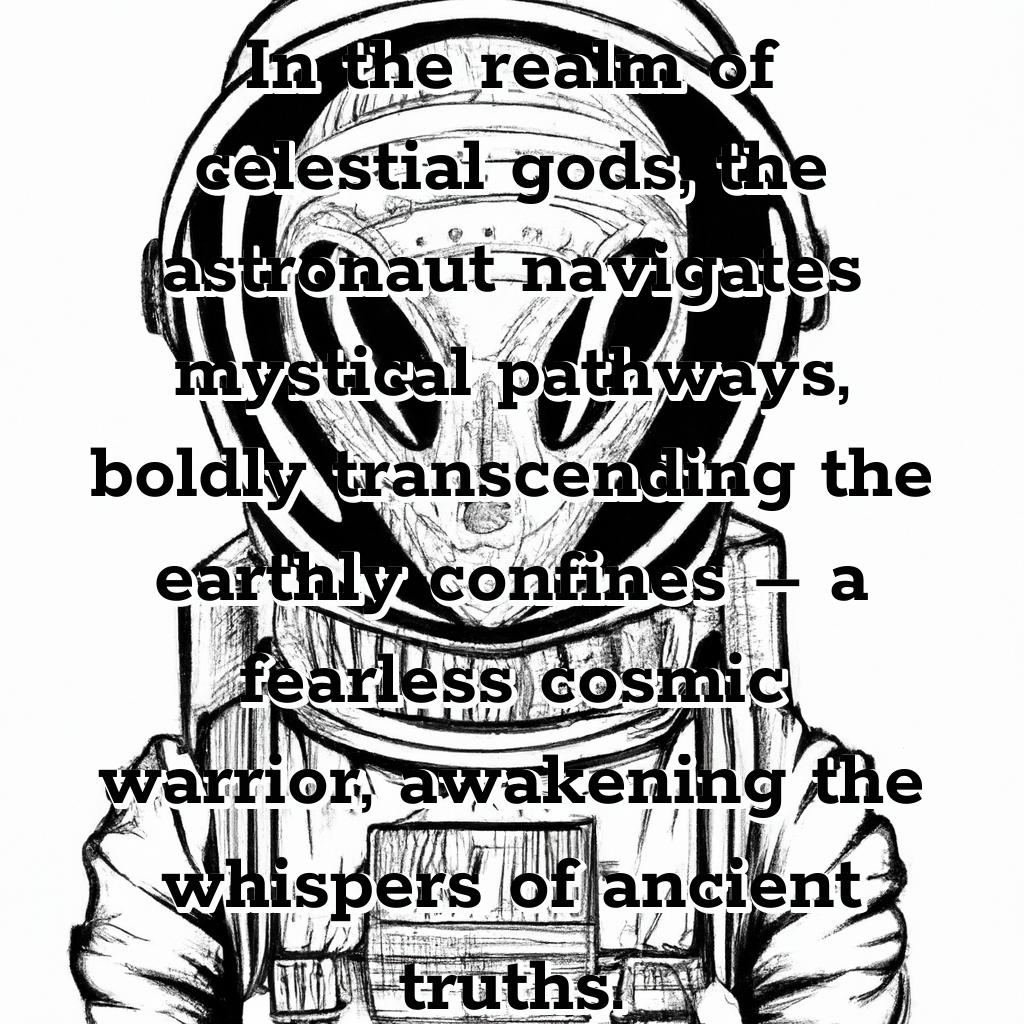 In the realm of
celestial gods, the
astronaut navigates
mystical pathways,
boldly transcending the
earthly confines — a
fearless cosmic
warrior, awakening the
whispers of ancient
truths.